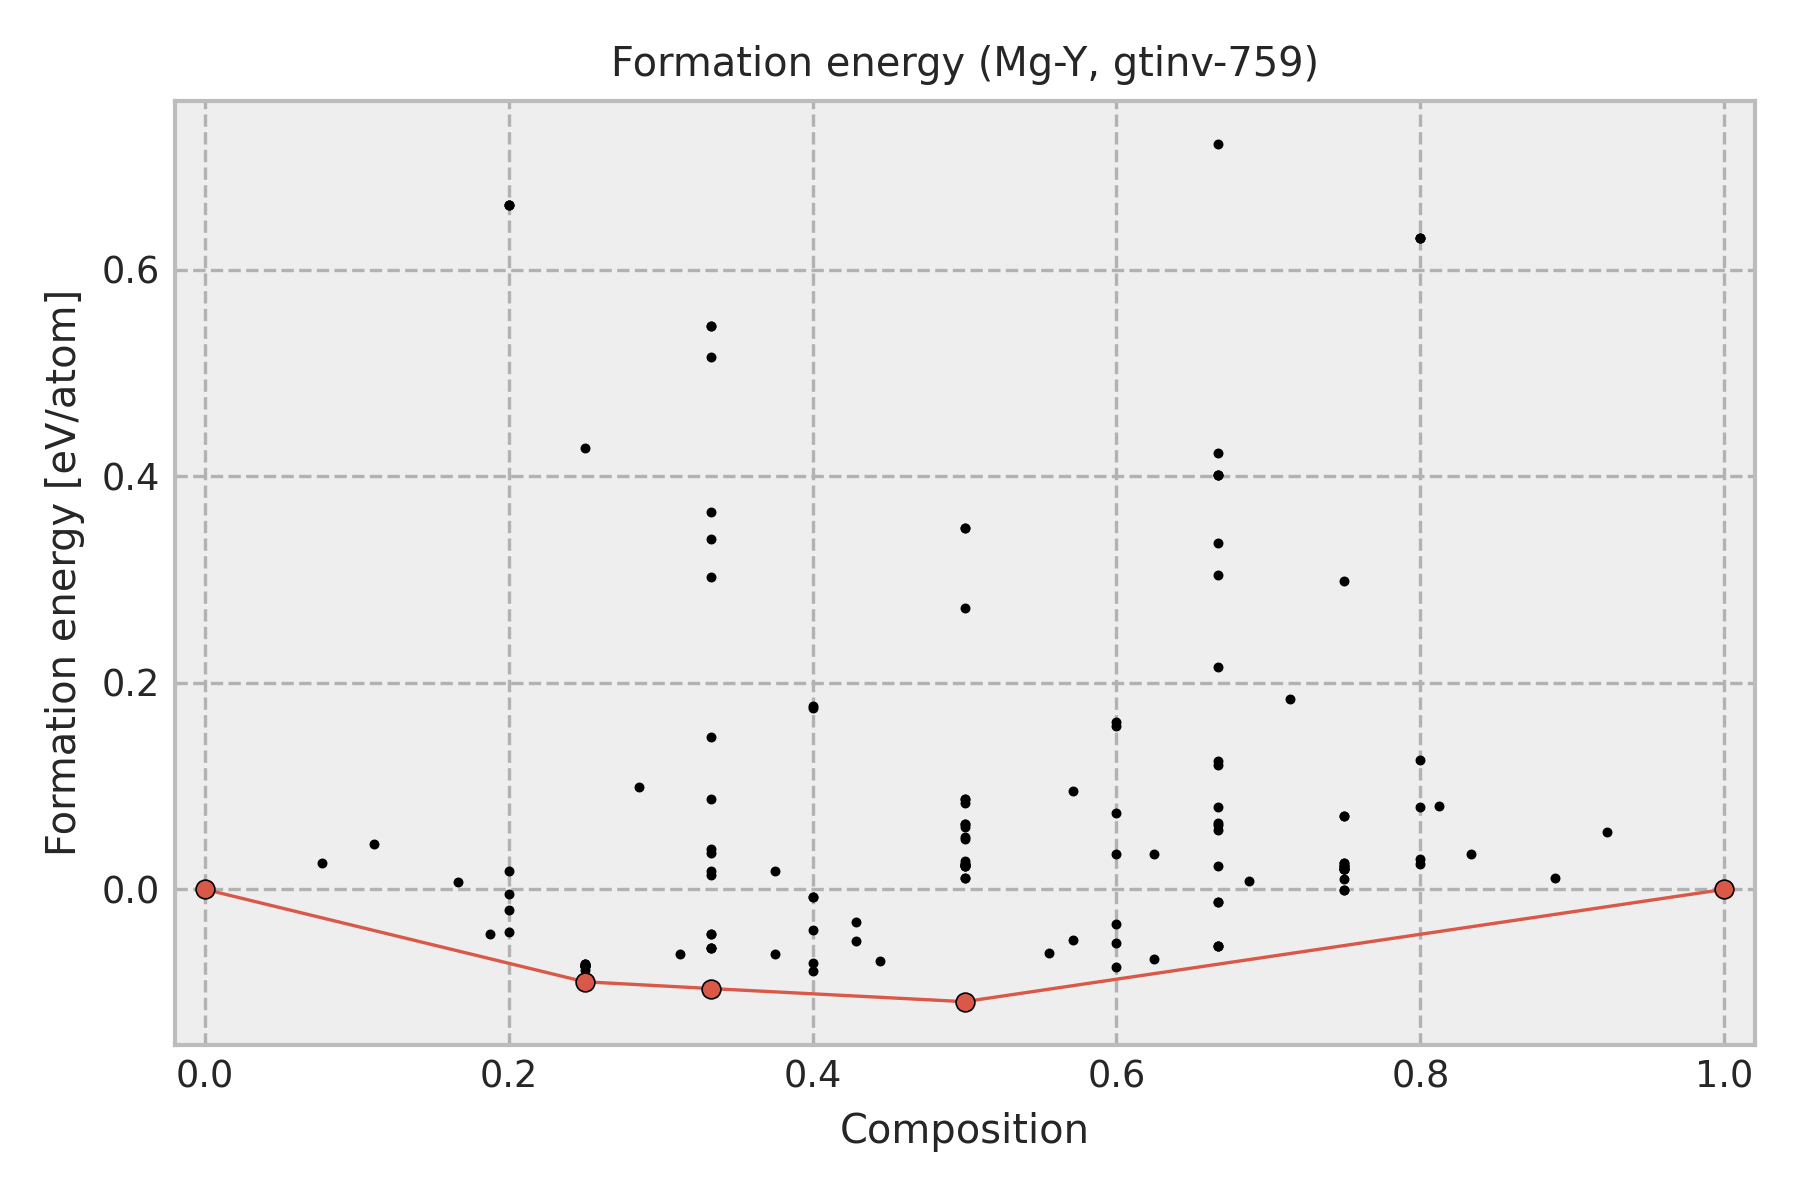 Formation energy (Mg-Y, gtinv-759)
Formation energy [eV/atom]
0.6
0.4
0.2
0.0
0.0 0.2 0.4 0.6 0.8 1.0
Composition